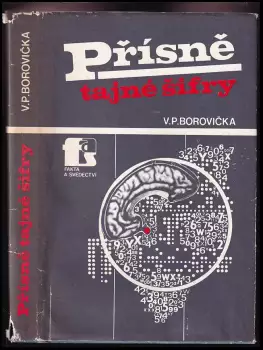 V.P.BOROVIČKA
Přísně tajné šifry
Přísně
tajné šifry
V.P.BOROVIČKA
FAKTA
A SVĚDECTVÍ